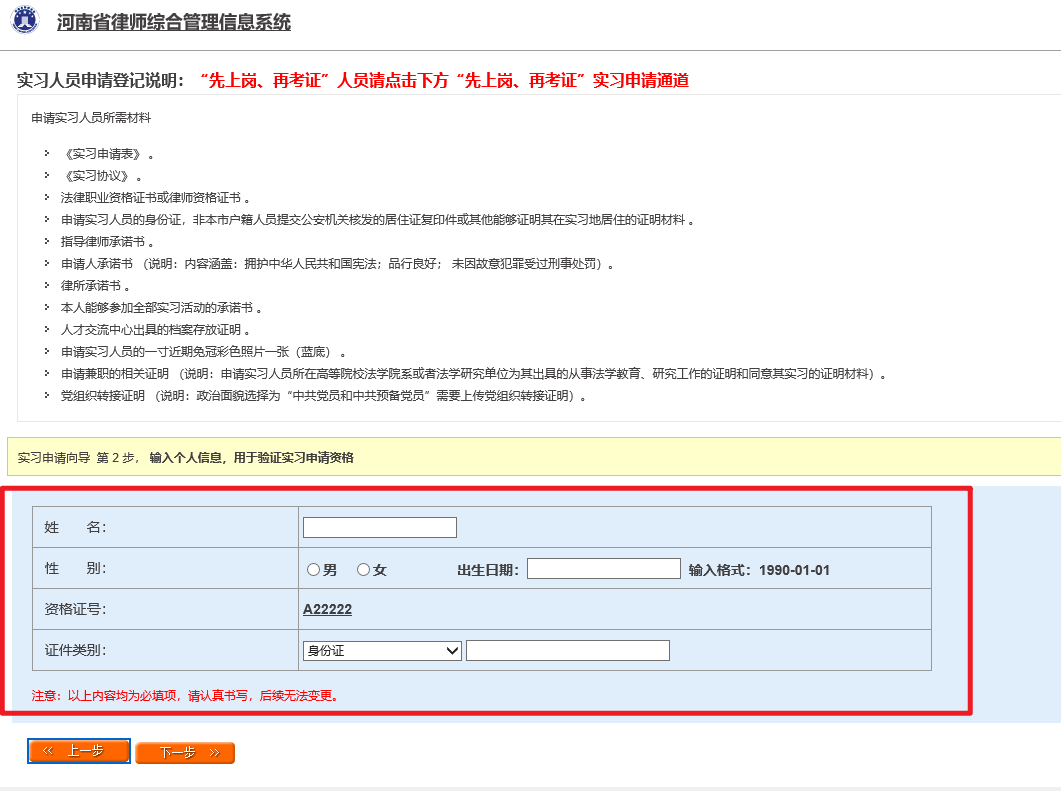 河南省律师综合管理信息系统
实习人员申请登记说明：“先上岗、再考证”人员请点击下方“先上岗、再考证”实习申请通道
申请实习人员所需材料
《实习申请表》 。
《实习协议》 。
法律职业资格证书或律师资格证书 。
申请实习人员的身份证，非本市户籍人员提交公安机关核发的居住证复印件或其他能够证明其在实习地居住的证明材料 。
指导律师承诺书 。
申请人承诺书 （说明：内容涵盖：拥护中华人民共和国宪法；品行良好； 未因故意犯罪受过刑事处罚）。
律所承诺书 。
本人能够参加全部实习活动的承诺书 。
人才交流中心出具的档案存放证明 。
申请实习人员的一寸近期免冠彩色照片一张（蓝底） 。
申请兼职的相关证明 （说明：申请实习人员所在高等院校法学院系或者法学研究单位为其出具的从事法学教育、研究工作的证明和同意其实习的证明材料）。
党组织转接证明 （说明：政治面貌选择为“中共党员和中共预备党员”需要上传党组织转接证明）。
实习申请向导 第 2 步， 输入个人信息，用于验证实习申请资格
姓 名：
性 别： 男 女 出生日期： 输入格式：1990-01-01
资格证号： A22222
证件类别： 身份证
注意：以上内容均为必填项，请认真书写，后续无法变更。
上一步 下一步